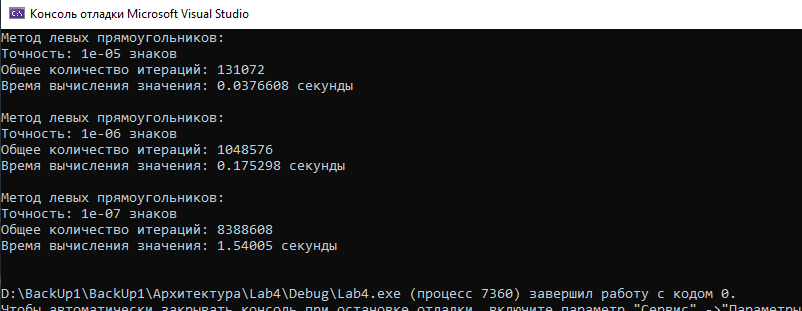 Консоль отладки Microsoft Visual Studio
Метод левых прямоугольников:
Точность: 1e-05 знаков
Общее количество итераций: 131072
Время вычисления значения: 0.0376608 секунды
Метод левых прямоугольников:
Точность: 1e-06 знаков
Общее количество итераций: 1048576
Время вычисления значения: 0.175298 секунды
Метод левых прямоугольников:
Точность: 1e-07 знаков
Общее количество итераций: 8388608
Время вычисления значения: 1.54005 секунды
D:\BackUp1\BackUp1\Архитектура\Lab4\Debug\Lab4.exe (процесс 7360) завершил работу с кодом 0.
Чтобы автоматически закрывать консоль при остановке отладки, включите параметр "Сервис" ->"Параметры